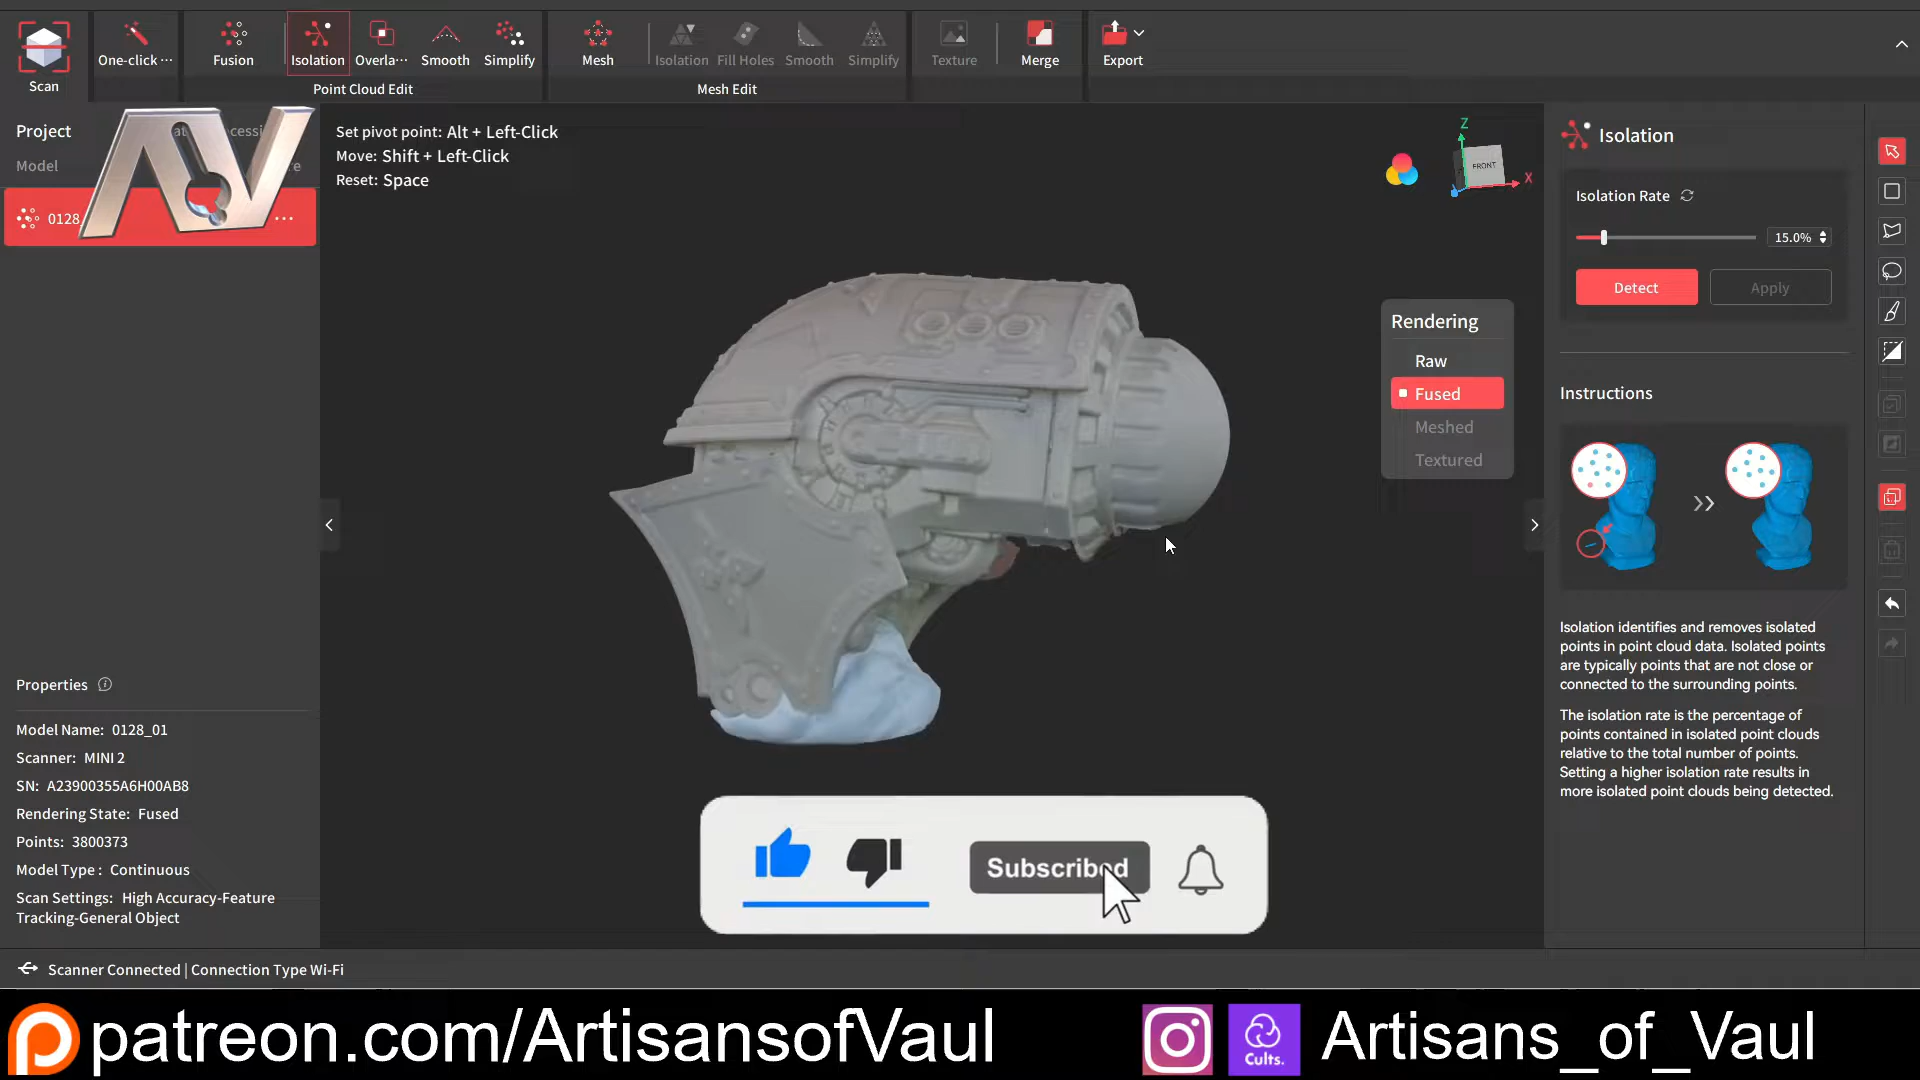 Scan
One-click ···
Fusion
Isolation
Overla···
Smooth
Simplify
Point Cloud Edit
Mesh
Isolation
Fill Holes
Smooth
Simplify
Mesh Edit
Texture
Merge
Export
Project
Model
AV
0128
Set pivot point: Alt + Left-Click
Move: Shift + Left-Click
Reset: Space
Z
FRONT
X
Rendering
Raw
Fused
Meshed
Textured
Isolation
Isolation Rate
15.0%
Detect
Apply
Instructions
Isolation identifies and removes isolated
points in point cloud data. Isolated points
are typically points that are not close or
connected to the surrounding points.
The isolation rate is the percentage of
points contained in isolated point clouds
relative to the total number of points.
Setting a higher isolation rate results in
more isolated point clouds being detected.
Properties
Model Name: 0128_01
Scanner: MINI 2
SN: A23900355A6H00AB8
Rendering State: Fused
Points: 3800373
Model Type : Continuous
Scan Settings: High Accuracy-Feature
Tracking-General Object
Subscribed
Scanner Connected | Connection Type Wi-Fi
patreon.com/ArtisansofVaul
Cults.
Artisans_of_Vaul